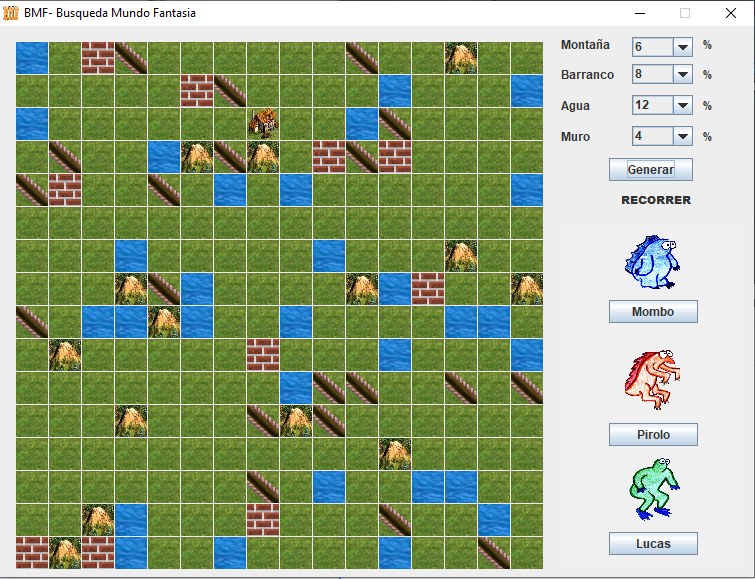 BMF- Busqueda Mundo Fantasia
Montaña 6 %
Barranco 8 %
Agua 12 %
Muro 4 %
Generar
RECORRER
Mombo
Pirolo
Lucas